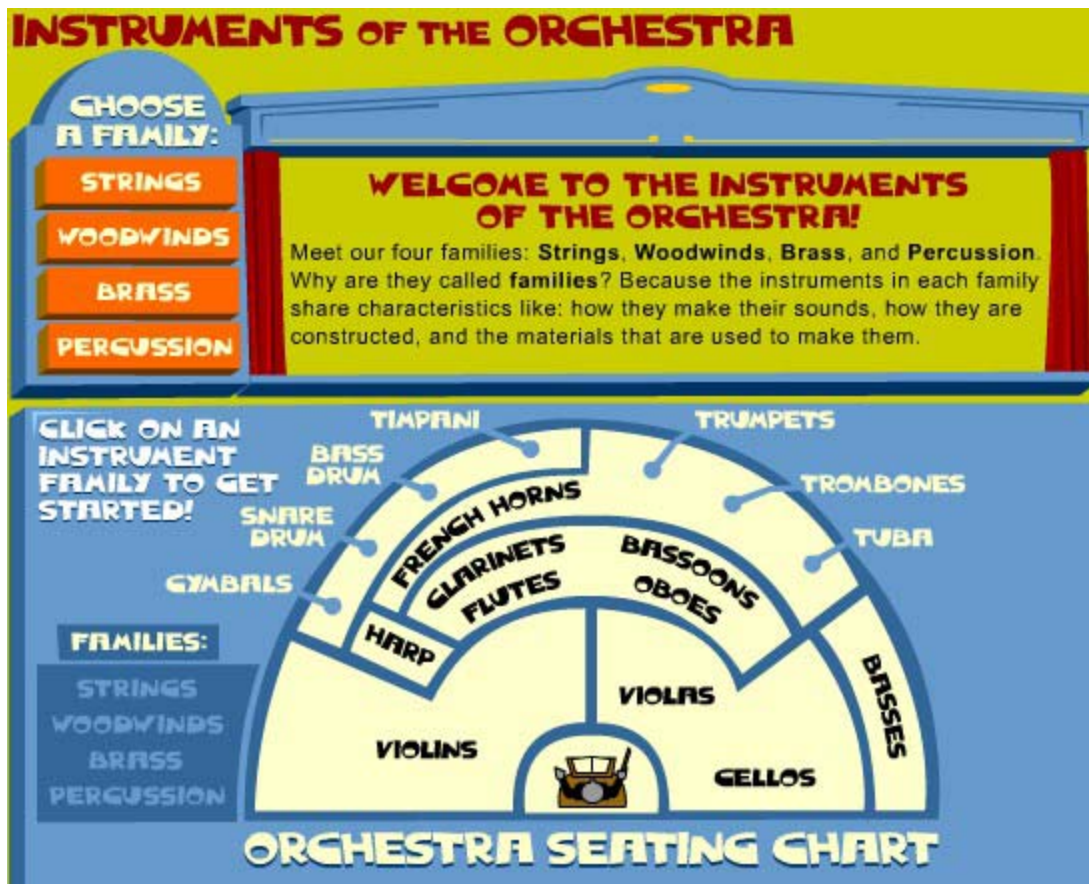 INSTRUMENTS OF THE ORCHESTRA
CHOOSE
A FAMILY:
STRINGS
WOODWINDS
BRASS
PERCUSSION
WELCOME TO THE INSTRUMENTS
OF THE ORCHESTRA!
Meet our four families: Strings, Woodwinds, Brass, and Percussion.
Why are they called families? Because the instruments in each family
share characteristics like: how they make their sounds, how they are
constructed, and the materials that are used to make them.
CLICK ON AN
INSTRUMENT
FAMILY TO GET
STARTED!
TIMPANI
BASS
DRUM
SNARE
DRUM
CYMBALS
TRUMPETS
TROMBONES
TUBA
FRENCH HORNS
CLARINETS
FLUTES
BASSOONS
OBOES
HARP
VIOLINS
VIOLAS
CELLOS
BASSES
FAMILIES:
STRINGS
WOODWINDS
BRASS
PERCUSSION
ORCHESTRA SEATING CHART